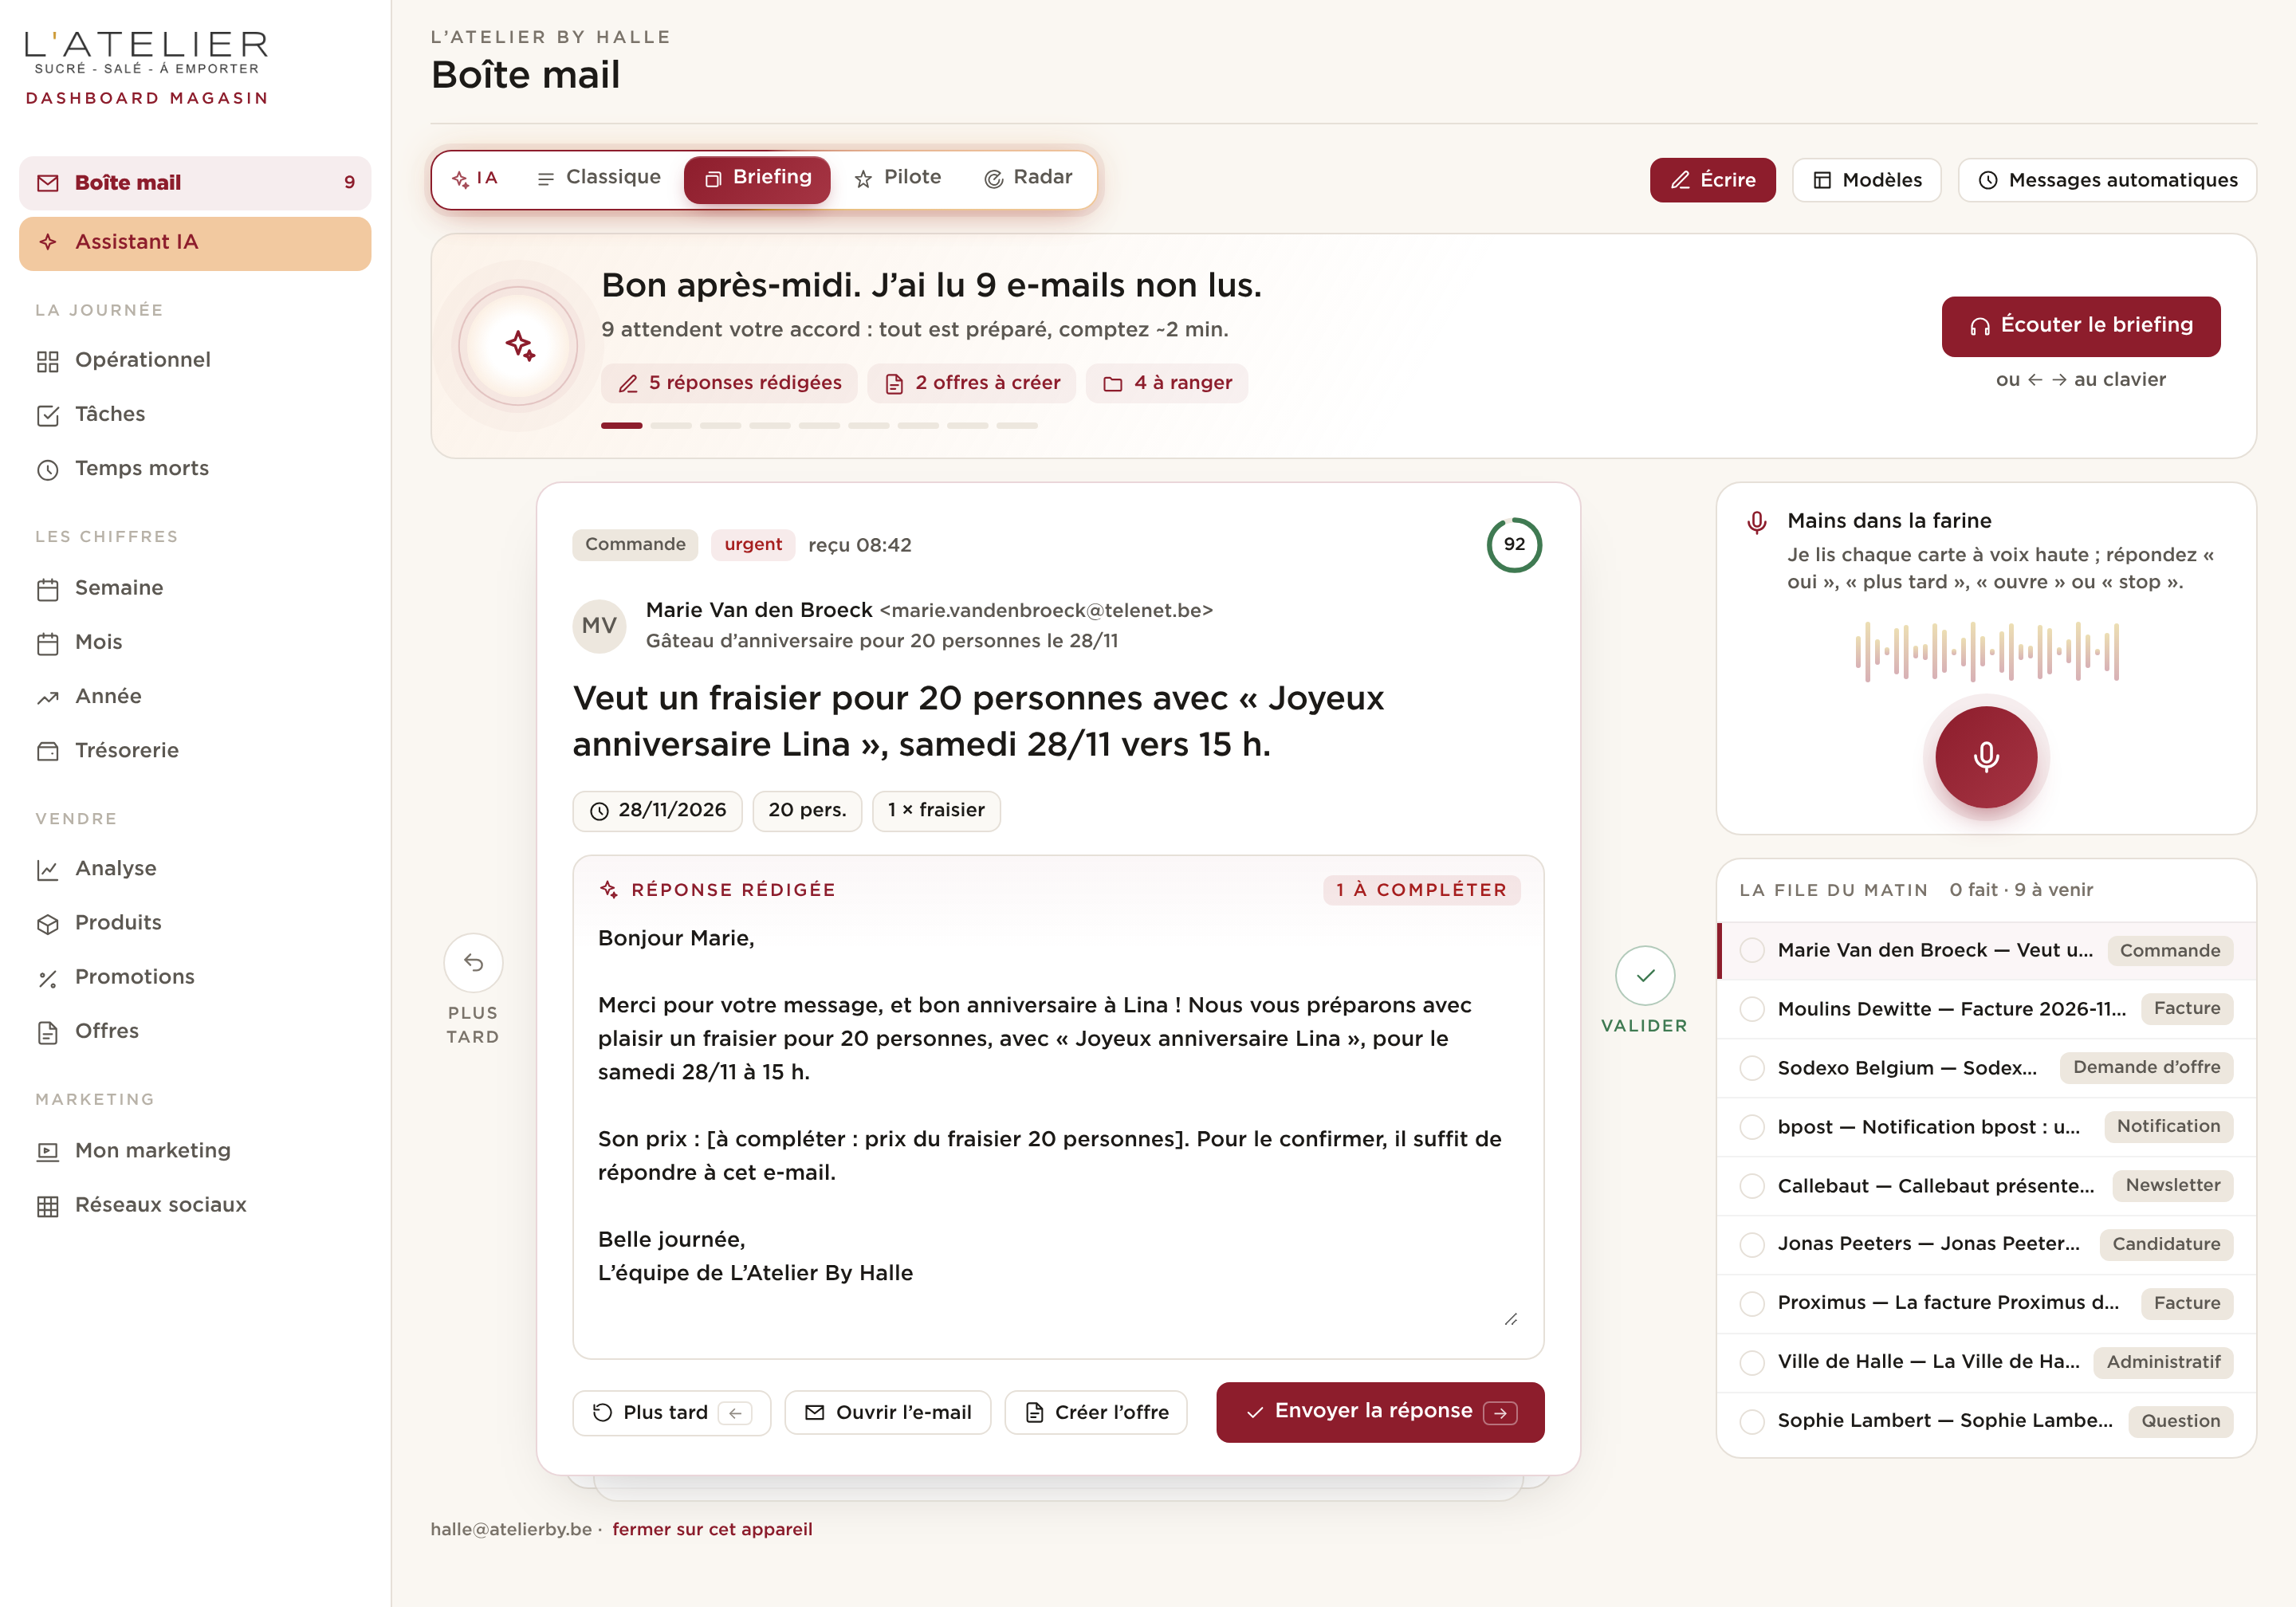 L'ATELIER
SUCRÉ - SALÉ - Á EMPORTER
DASHBOARD MAGASIN
Boîte mail 9
Assistant IA
LA JOURNÉE
Opérationnel
Tâches
Temps morts
LES CHIFFRES
Semaine
Mois
Année
Trésorerie
VENDRE
Analyse
Produits
Promotions
Offres
MARKETING
Mon marketing
Réseaux sociaux
L’ATELIER BY HALLE
Boîte mail
IA Classique Briefing Pilote Radar
Écrire Modèles Messages automatiques
Bon après-midi. J’ai lu 9 e-mails non lus.
9 attendent votre accord : tout est préparé, comptez ~2 min.
5 réponses rédigées 2 offres à créer 4 à ranger
Écouter le briefing
ou ← → au clavier
Commande urgent reçu 08:42 92
MV
Marie Van den Broeck <marie.vandenbroeck@telenet.be>
Gâteau d’anniversaire pour 20 personnes le 28/11
Veut un fraisier pour 20 personnes avec « Joyeux
anniversaire Lina », samedi 28/11 vers 15 h.
28/11/2026 20 pers. 1 × fraisier
RÉPONSE RÉDIGÉE 1 À COMPLÉTER
Bonjour Marie,
Merci pour votre message, et bon anniversaire à Lina ! Nous vous préparons avec
plaisir un fraisier pour 20 personnes, avec « Joyeux anniversaire Lina », pour le
samedi 28/11 à 15 h.
Son prix : [à compléter : prix du fraisier 20 personnes]. Pour le confirmer, il suffit de
répondre à cet e-mail.
Belle journée,
L’équipe de L’Atelier By Halle
PLUS
TARD
VALIDER
Plus tard ← Ouvrir l’e-mail Créer l’offre Envoyer la réponse →
Mains dans la farine
Je lis chaque carte à voix haute ; répondez «
oui », « plus tard », « ouvre » ou « stop ».
LA FILE DU MATIN 0 fait · 9 à venir
Marie Van den Broeck — Veut u... Commande
Moulins Dewitte — Facture 2026-11... Facture
Sodexo Belgium — Sodex... Demande d’offre
bpost — Notification bpost : u... Notification
Callebaut — Callebaut présente... Newsletter
Jonas Peeters — Jonas Peeter... Candidature
Proximus — La facture Proximus d... Facture
Ville de Halle — La Ville de Ha... Administratif
Sophie Lambert — Sophie Lambe... Question
halle@atelierby.be · fermer sur cet appareil